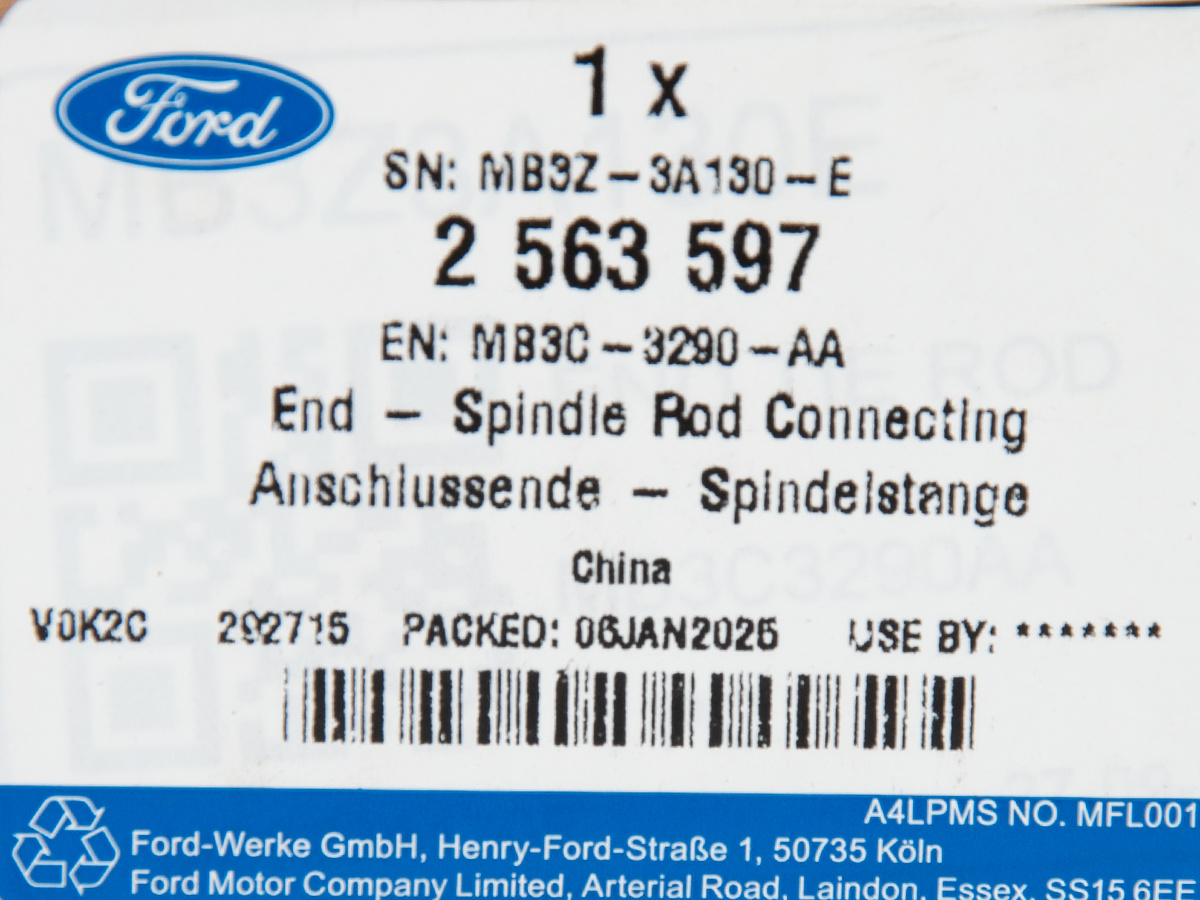 Ford
1 x
SN: MB3Z - 3A130 - E
2 563 597
EN: MB3C - 3290 - AA
End - Spindle Rod Connecting
Anschlussende - Spindelstange
China
V0K2C 292715 PACKED: 06JAN2025 USE BY: *******
A4LPMS NO. MFL001
Ford-Werke GmbH, Henry-Ford-Straße 1, 50735 Köln
Ford Motor Company Limited, Arterial Road, Laindon, Essex, SS15 6EE